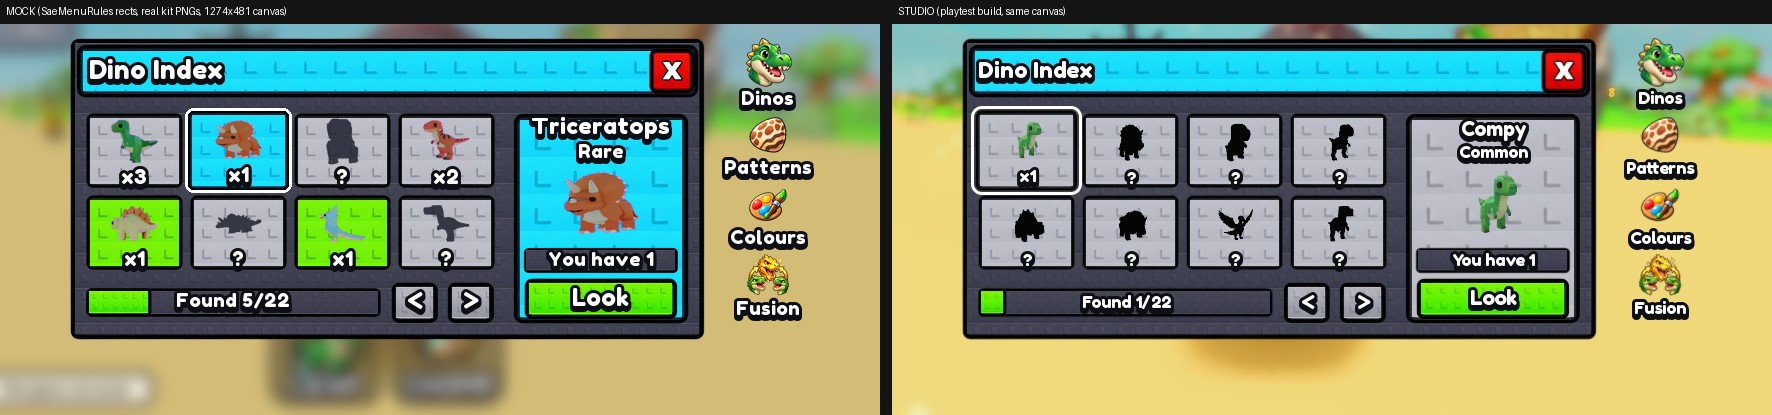 MOCK (SaeMenuRules rects, real kit PNGs, 1274x481 canvas)
Dino Index
X
x3
x1
?
x2
x1
?
x1
?
Found 5/22
<
>
Triceratops
Rare
You have 1
Look
Dinos
Patterns
Colours
Fusion
STUDIO (playtest build, same canvas)
Dino Index
X
x1
?
?
?
?
?
?
?
Found 1/22
<
>
Compy
Common
You have 1
Look
8
Dinos
Patterns
Colours
Fusion